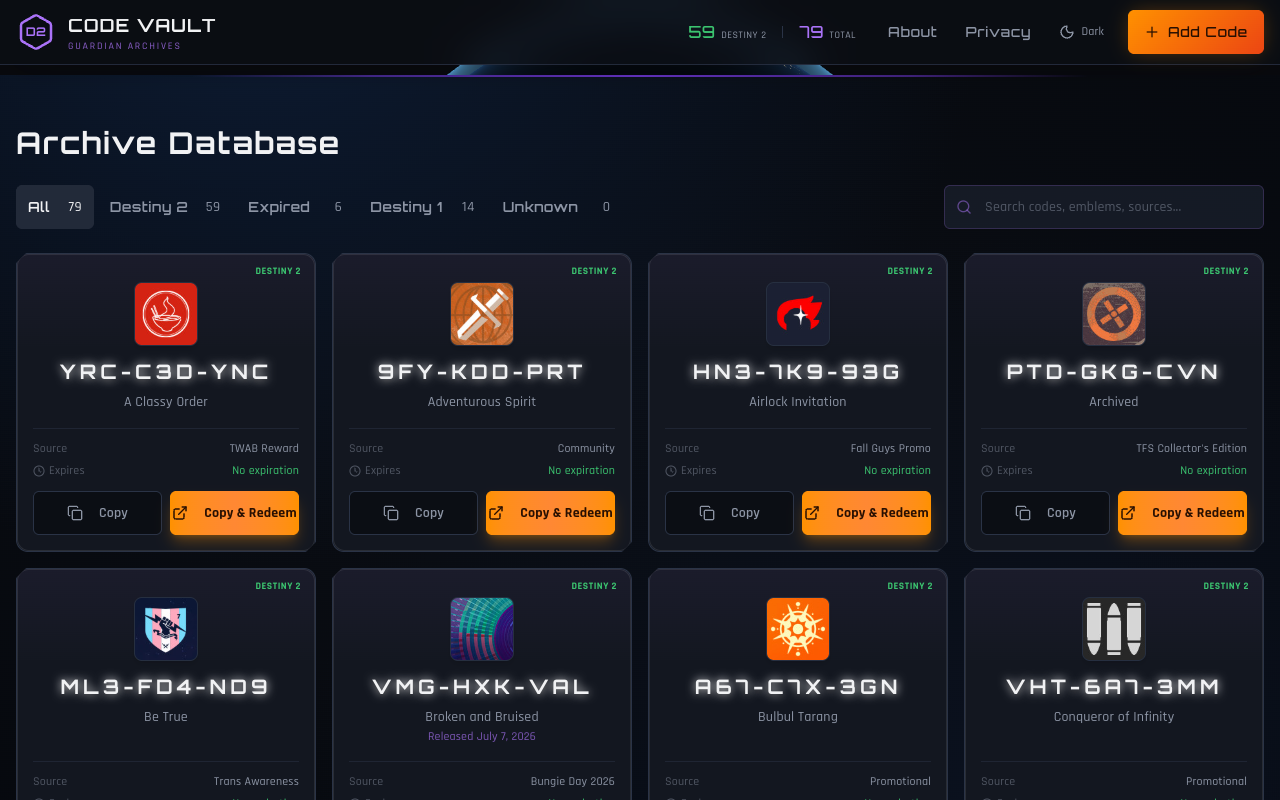 D2 CODE VAULT
GUARDIAN ARCHIVES
59 DESTINY 2 79 TOTAL About Privacy Dark Add Code
Archive Database
All 79 Destiny 2 59 Expired 6 Destiny 1 14 Unknown 0 Search codes, emblems, sources...
DESTINY 2
YRC-C3D-YNC
A Classy Order
Source TWAB Reward
Expires No expiration
Copy Copy & Redeem
DESTINY 2
9FY-KDD-PRT
Adventurous Spirit
Source Community
Expires No expiration
Copy Copy & Redeem
DESTINY 2
HN3-7K9-93G
Airlock Invitation
Source Fall Guys Promo
Expires No expiration
Copy Copy & Redeem
DESTINY 2
PTD-GKG-CVN
Archived
Source TFS Collector's Edition
Expires No expiration
Copy Copy & Redeem
DESTINY 2
ML3-FD4-ND9
Be True
Source Trans Awareness
DESTINY 2
VMG-HXK-VAL
Broken and Bruised
Released July 7, 2026
Source Bungie Day 2026
DESTINY 2
A67-C7X-3GN
Bulbul Tarang
Source Promotional
DESTINY 2
VHT-6A7-3MM
Conqueror of Infinity
Source Promotional